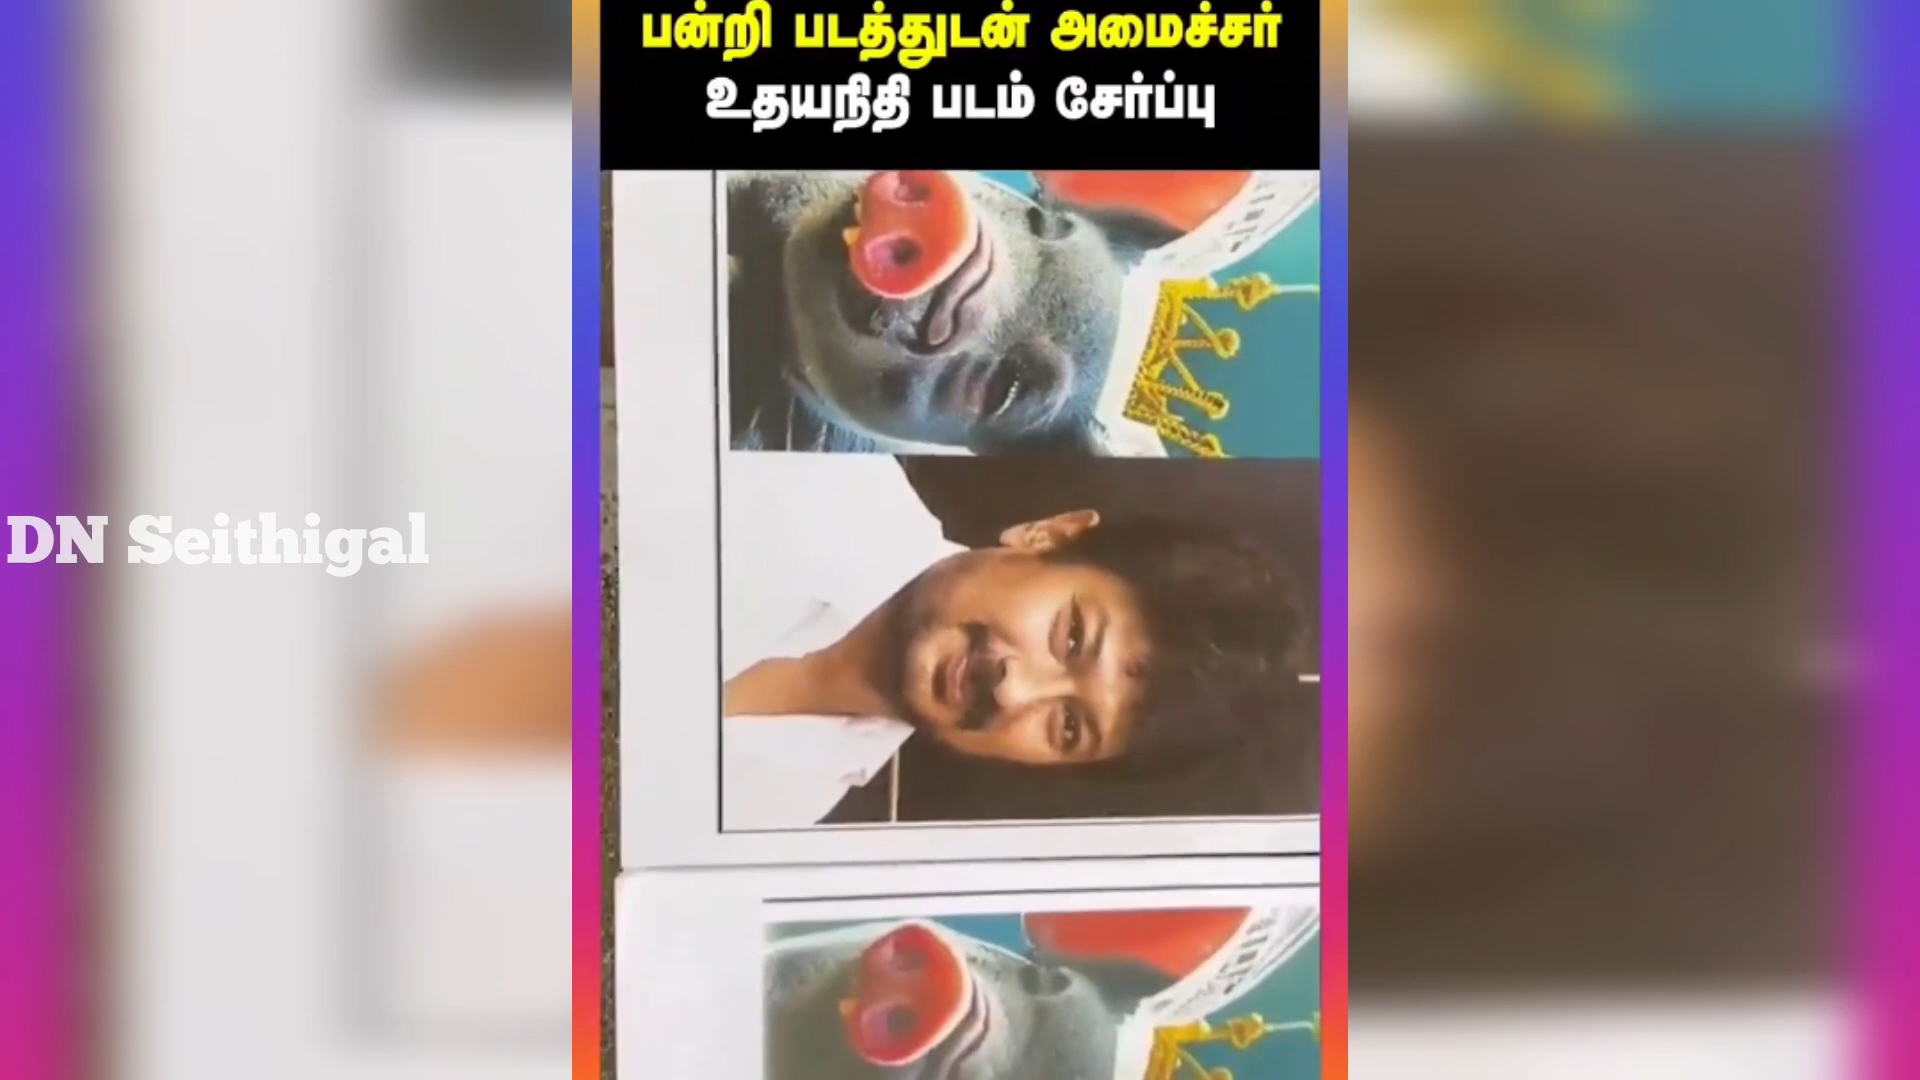 பன்றி படத்துடன் அமைச்சர்
உதயநிதி படம் சேர்ப்பு
DN Seithigal